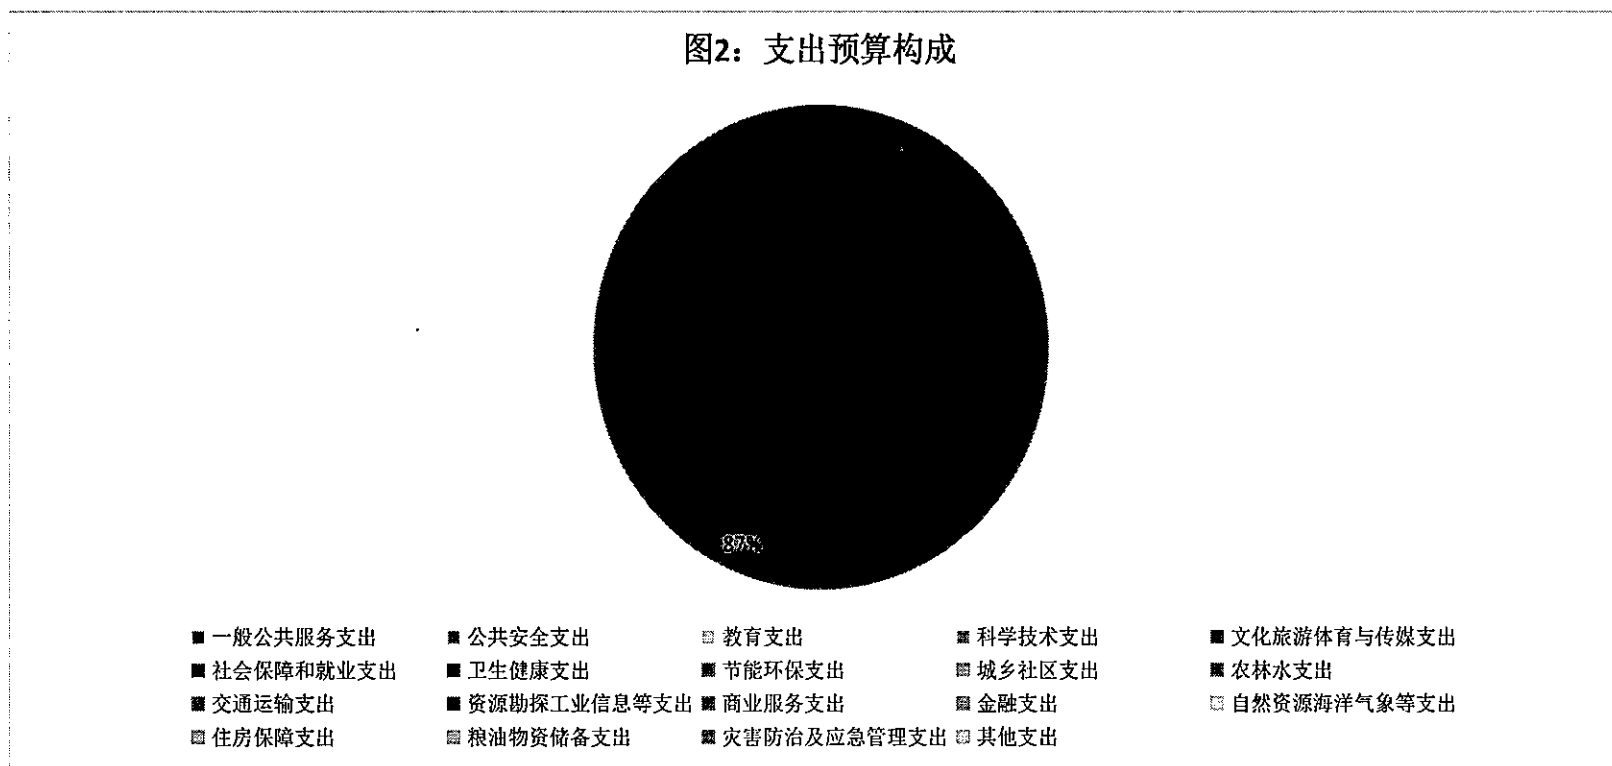 图2：支出预算构成
87%
一般公共服务支出 公共安全支出 教育支出 科学技术支出 文化旅游体育与传媒支出
社会保障和就业支出 卫生健康支出 节能环保支出 城乡社区支出 农林水支出
交通运输支出 资源勘探工业信息等支出 商业服务支出 金融支出 自然资源海洋气象等支出
住房保障支出 粮油物资储备支出 灾害防治及应急管理支出 其他支出